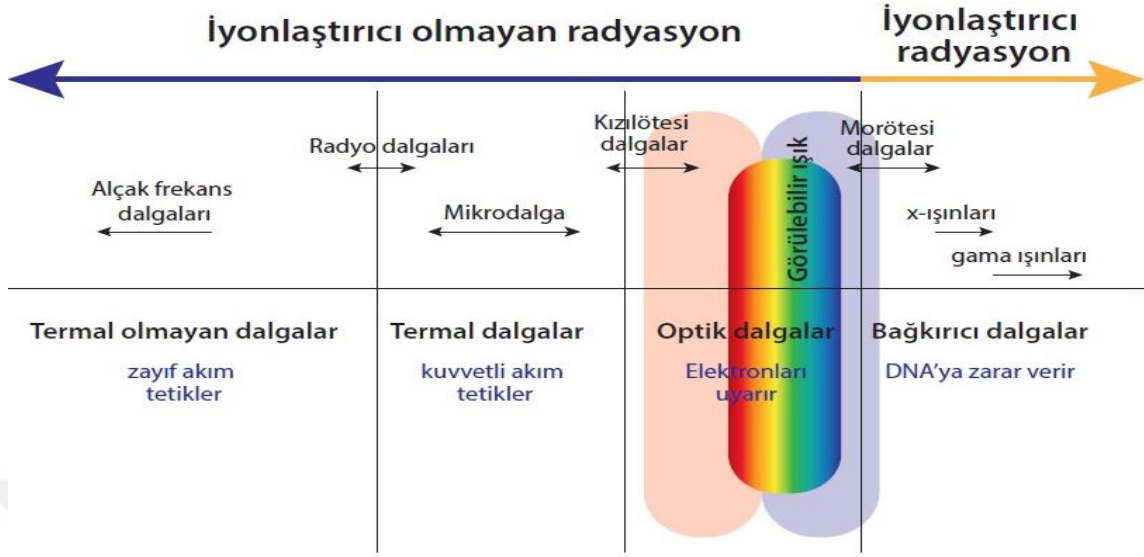 İyonlaştırıcı olmayan radyasyon
İyonlaştırıcı
radyasyon
Radyo dalgaları
Kızılötesi
dalgalar
Morötesi
dalgalar
Alçak frekans
dalgaları
Mikrodalga
Görülebilir ışık
x-ışınları
gama ışınları
Termal olmayan dalgalar
zayıf akım
tetikler
Termal dalgalar
kuvvetli akım
tetikler
Optik dalgalar
Elektronları
uyarır
Bağkırıcı dalgalar
DNA’ya zarar verir